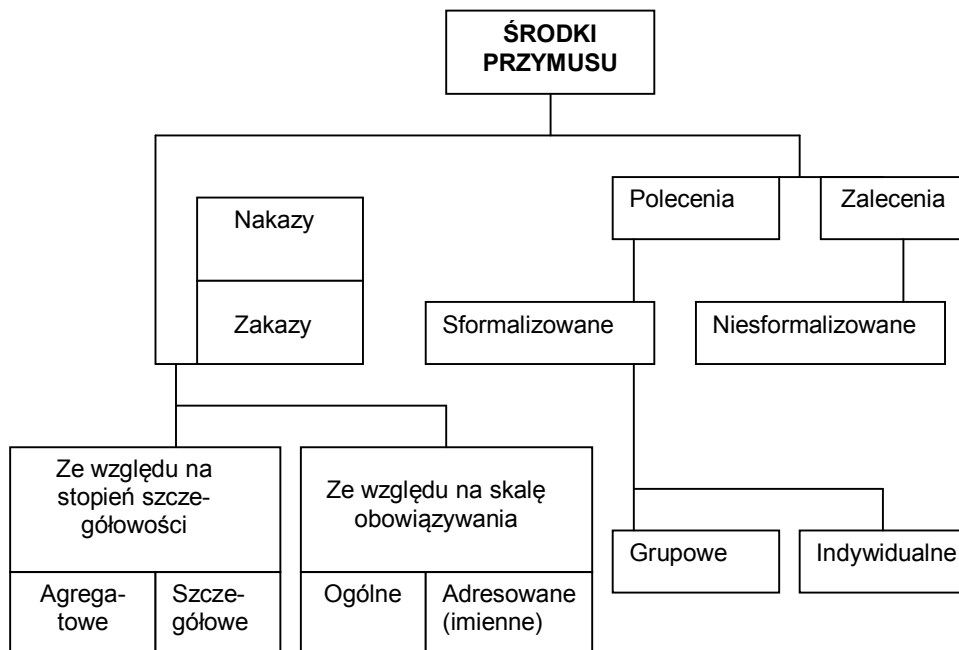 ŚRODKI
PRZYMUSU
Polecenia
Zalecenia
Nakazy
Zakazy
Sformalizowane
Niesformalizowane
Ze względu na
stopień szcze-
gółowości
Ze względu na skalę
obowiązywania
Grupowe
Indywidualne
Agrega-
towe
Szcze-
gółowe
Ogólne
Adresowane
(imienne)